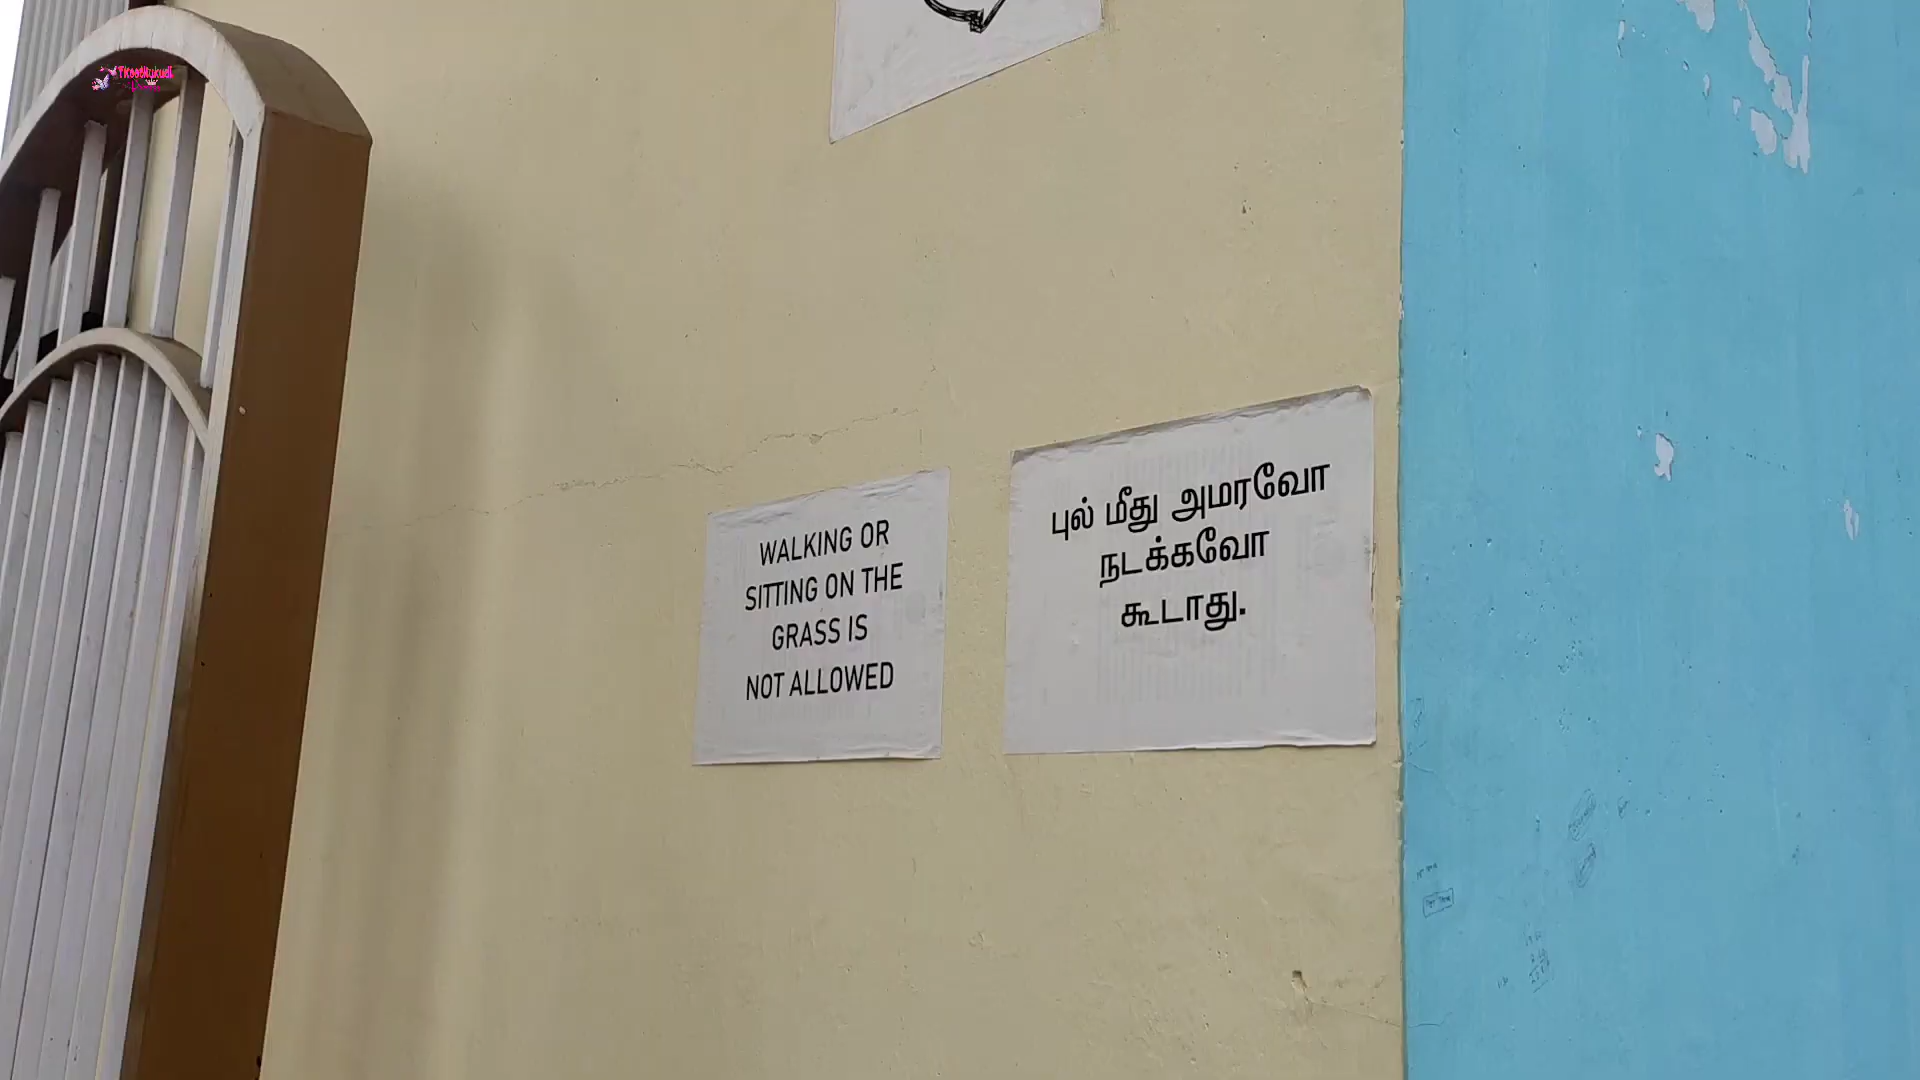 WALKING OR
SITTING ON THE
GRASS IS
NOT ALLOWED
புல் மீது அமரவோ
நடக்கவோ
கூடாது.